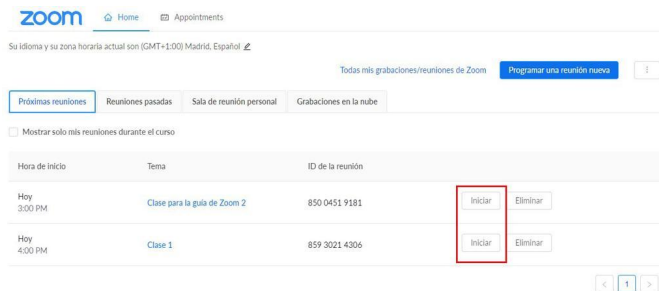 zoom
Home
Appointments
Su idioma y su zona horaria actual son (GMT+1:00) Madrid, Español
Todas mis grabaciones/reuniones de Zoom
Programar una reunión nueva
Próximas reuniones
Reuniones pasadas
Sala de reunión personal
Grabaciones en la nube
Mostrar solo mis reuniones durante el curso
Hora de inicio
Tema
ID de la reunión
Hoy
3:00 PM
Clase para la guía de Zoom 2
850 0451 9181
Iniciar
Eliminar
Hoy
4:00 PM
Clase 1
859 3021 4306
Iniciar
Eliminar
< 1 >